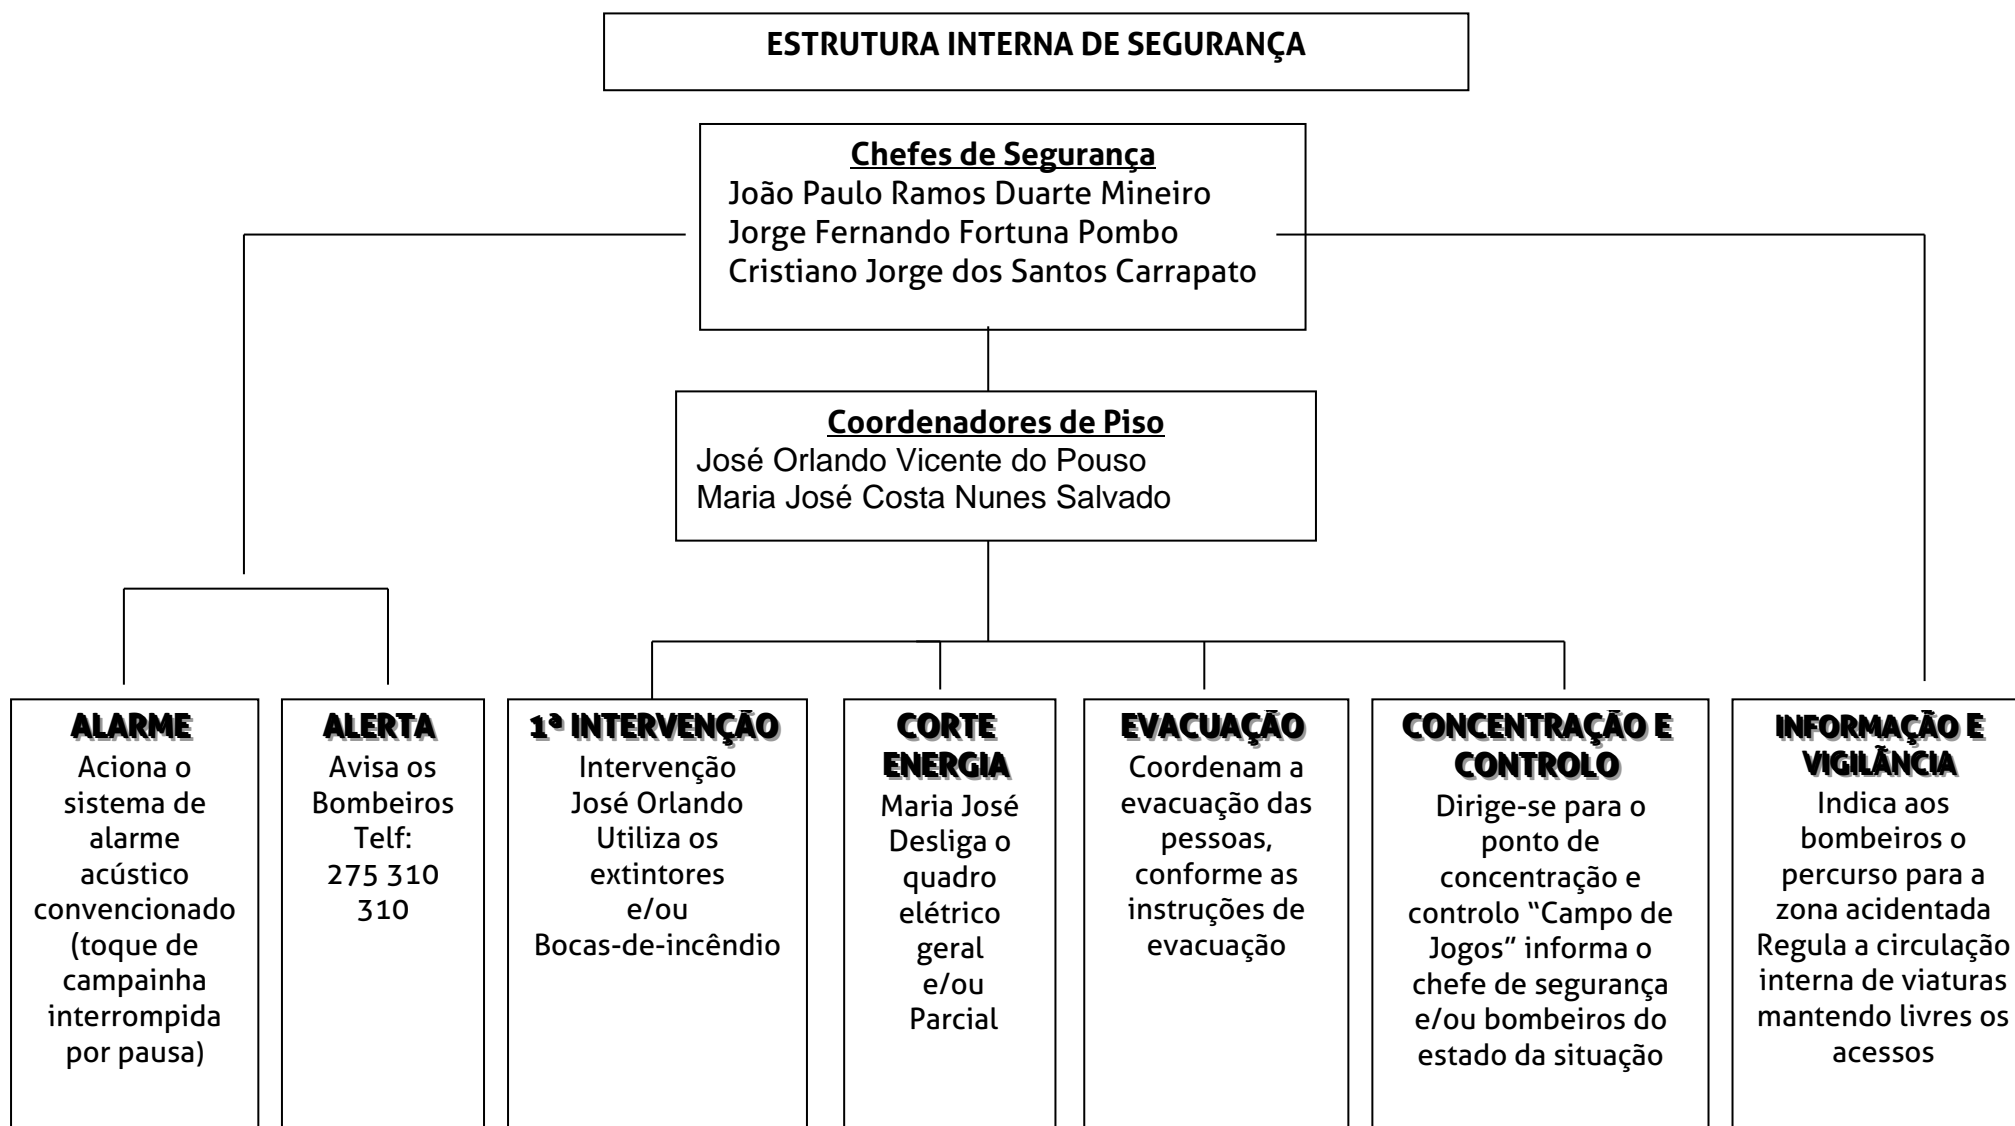 ESTRUTURA INTERNA DE SEGURANÇA
Chefes de Segurança
João Paulo Ramos Duarte Mineiro
Jorge Fernando Fortuna Pombo
Cristiano Jorge dos Santos Carrapato
Coordenadores de Piso
José Orlando Vicente do Pouso
Maria José Costa Nunes Salvado
ALARME
Aciona o
sistema de
alarme
acústico
convencionado
(toque de
campainha
interrompida
por pausa)
ALERTA
Avisa os
Bombeiros
Telf:
275 310
310
1ª INTERVENÇÃO
Intervenção
José Orlando
Utiliza os
extintores
e/ou
Bocas-de-incêndio
CORTE
ENERGIA
Maria José
Desliga o
quadro
elétrico
geral
e/ou
Parcial
EVACUAÇÃO
Coordenam a
evacuação das
pessoas,
conforme as
instruções de
evacuação
CONCENTRAÇÃO E
CONTROLO
Dirige-se para o
ponto de
concentração e
controlo “Campo de
Jogos” informa o
chefe de segurança
e/ou bombeiros do
estado da situação
INFORMAÇÃO E
VIGILÃNCIA
Indica aos
bombeiros o
percurso para a
zona acidentada
Regula a circulação
interna de viaturas
mantendo livres os
acessos